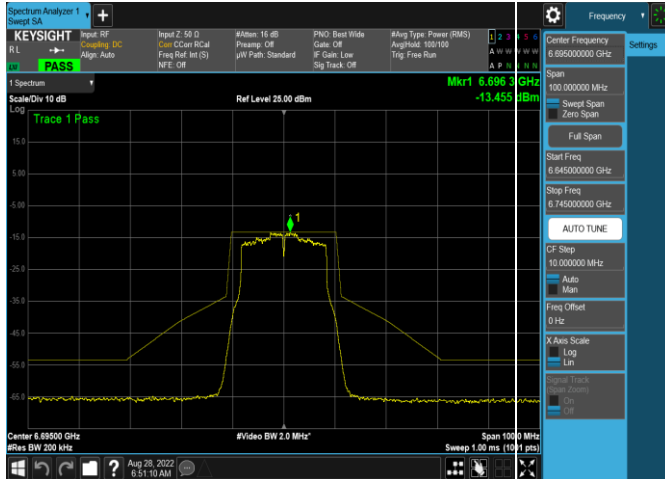 Spectrum Analyzer 1
Swept SA
KEYSIGHT
RL
PASS
Input: RF
Coupling: DC
Align: Auto
Input Z: 50 Ω
Corr CCorr RCal
Freq Ref: Int (S)
NFE: Off
#Atten: 16 dB
Preamp: Off
µW Path: Standard
PNO: Best Wide
Gate: Off
IF Gain: Low
Sig Track: Off
#Avg Type: Power (RMS)
Avg|Hold: 100/100
Trig: Free Run
1 2 3 4 5 6
A W W W W W
A P N N N N
1 Spectrum
Scale/Div 10 dB
Log
Ref Level 25.00 dBm
Mkr1 6.696 3 GHz
-13.455 dBm
Trace 1 Pass
1
15.0
5.00
-5.00
-15.0
-25.0
-35.0
-45.0
-55.0
-65.0
Center 6.69500 GHz
#Res BW 200 kHz
#Video BW 2.0 MHz*
Span 100.0 MHz
Sweep 1.00 ms (1001 pts)
Aug 28, 2022
6:51:10 AM
?
Frequency
Settings
Center Frequency
6.695000000 GHz
Span
100.000000 MHz
Swept Span
Zero Span
Full Span
Start Freq
6.645000000 GHz
Stop Freq
6.745000000 GHz
AUTO TUNE
CF Step
10.000000 MHz
Auto
Man
Freq Offset
0 Hz
X Axis Scale
Log
Lin
Signal Track
(Span Zoom)
On
Off